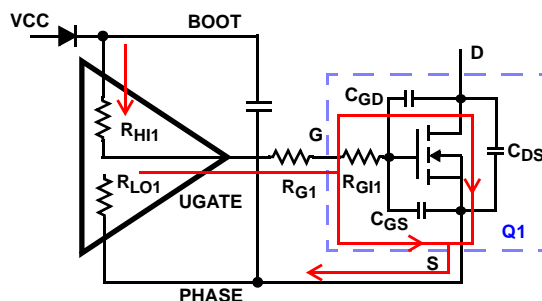 VCC
BOOT
D
CGD
RHI1
G
CDS
RLO1
RG1
RGI1
UGATE
CGS
Q1
S
PHASE